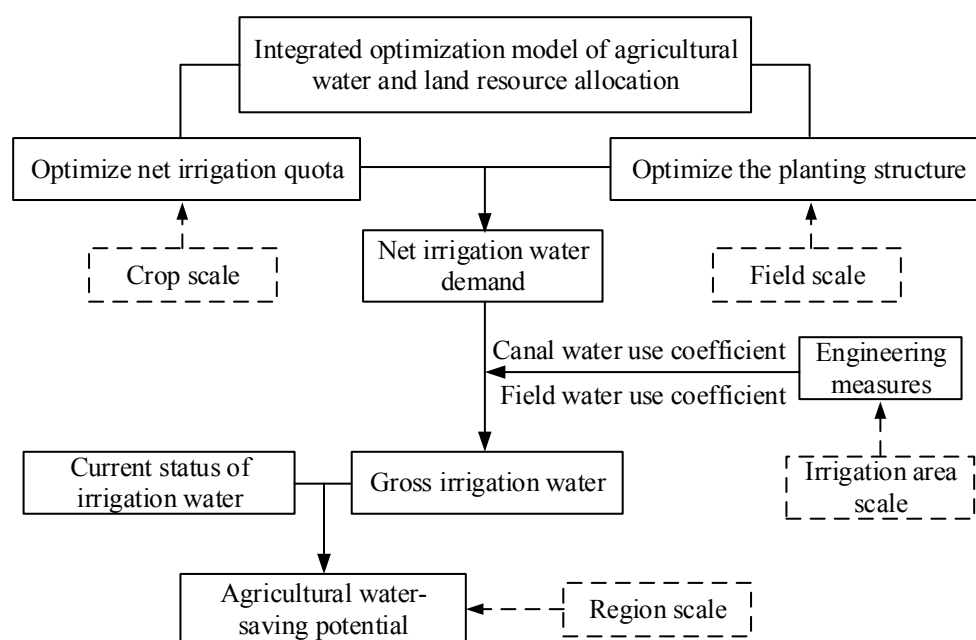 Integrated optimization model of agricultural
water and land resource allocation
Optimize net irrigation quota
Optimize the planting structure
Crop scale
Net irrigation water
demand
Field scale
Canal water use coefficient
Field water use coefficient
Engineering
measures
Current status of
irrigation water
Gross irrigation water
Irrigation area
scale
Agricultural water-
saving potential
Region scale